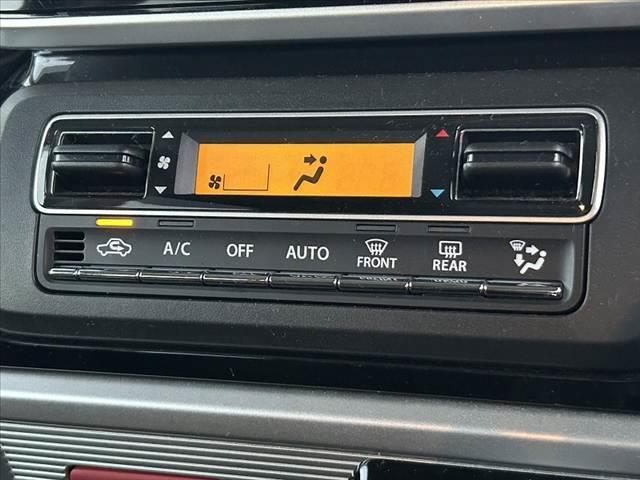 A/C OFF AUTO FRONT REAR